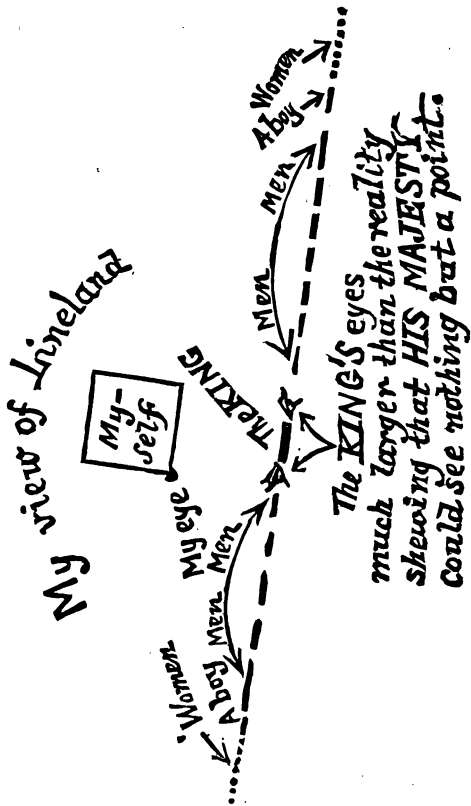 My view of Lineland
My-
self
My eye
The KING
Women
A boy
Men
Men
Men
Men
A boy
Women
The KING'S eyes
much larger than the reality
shewing that HIS MAJESTY
could see nothing but a point.